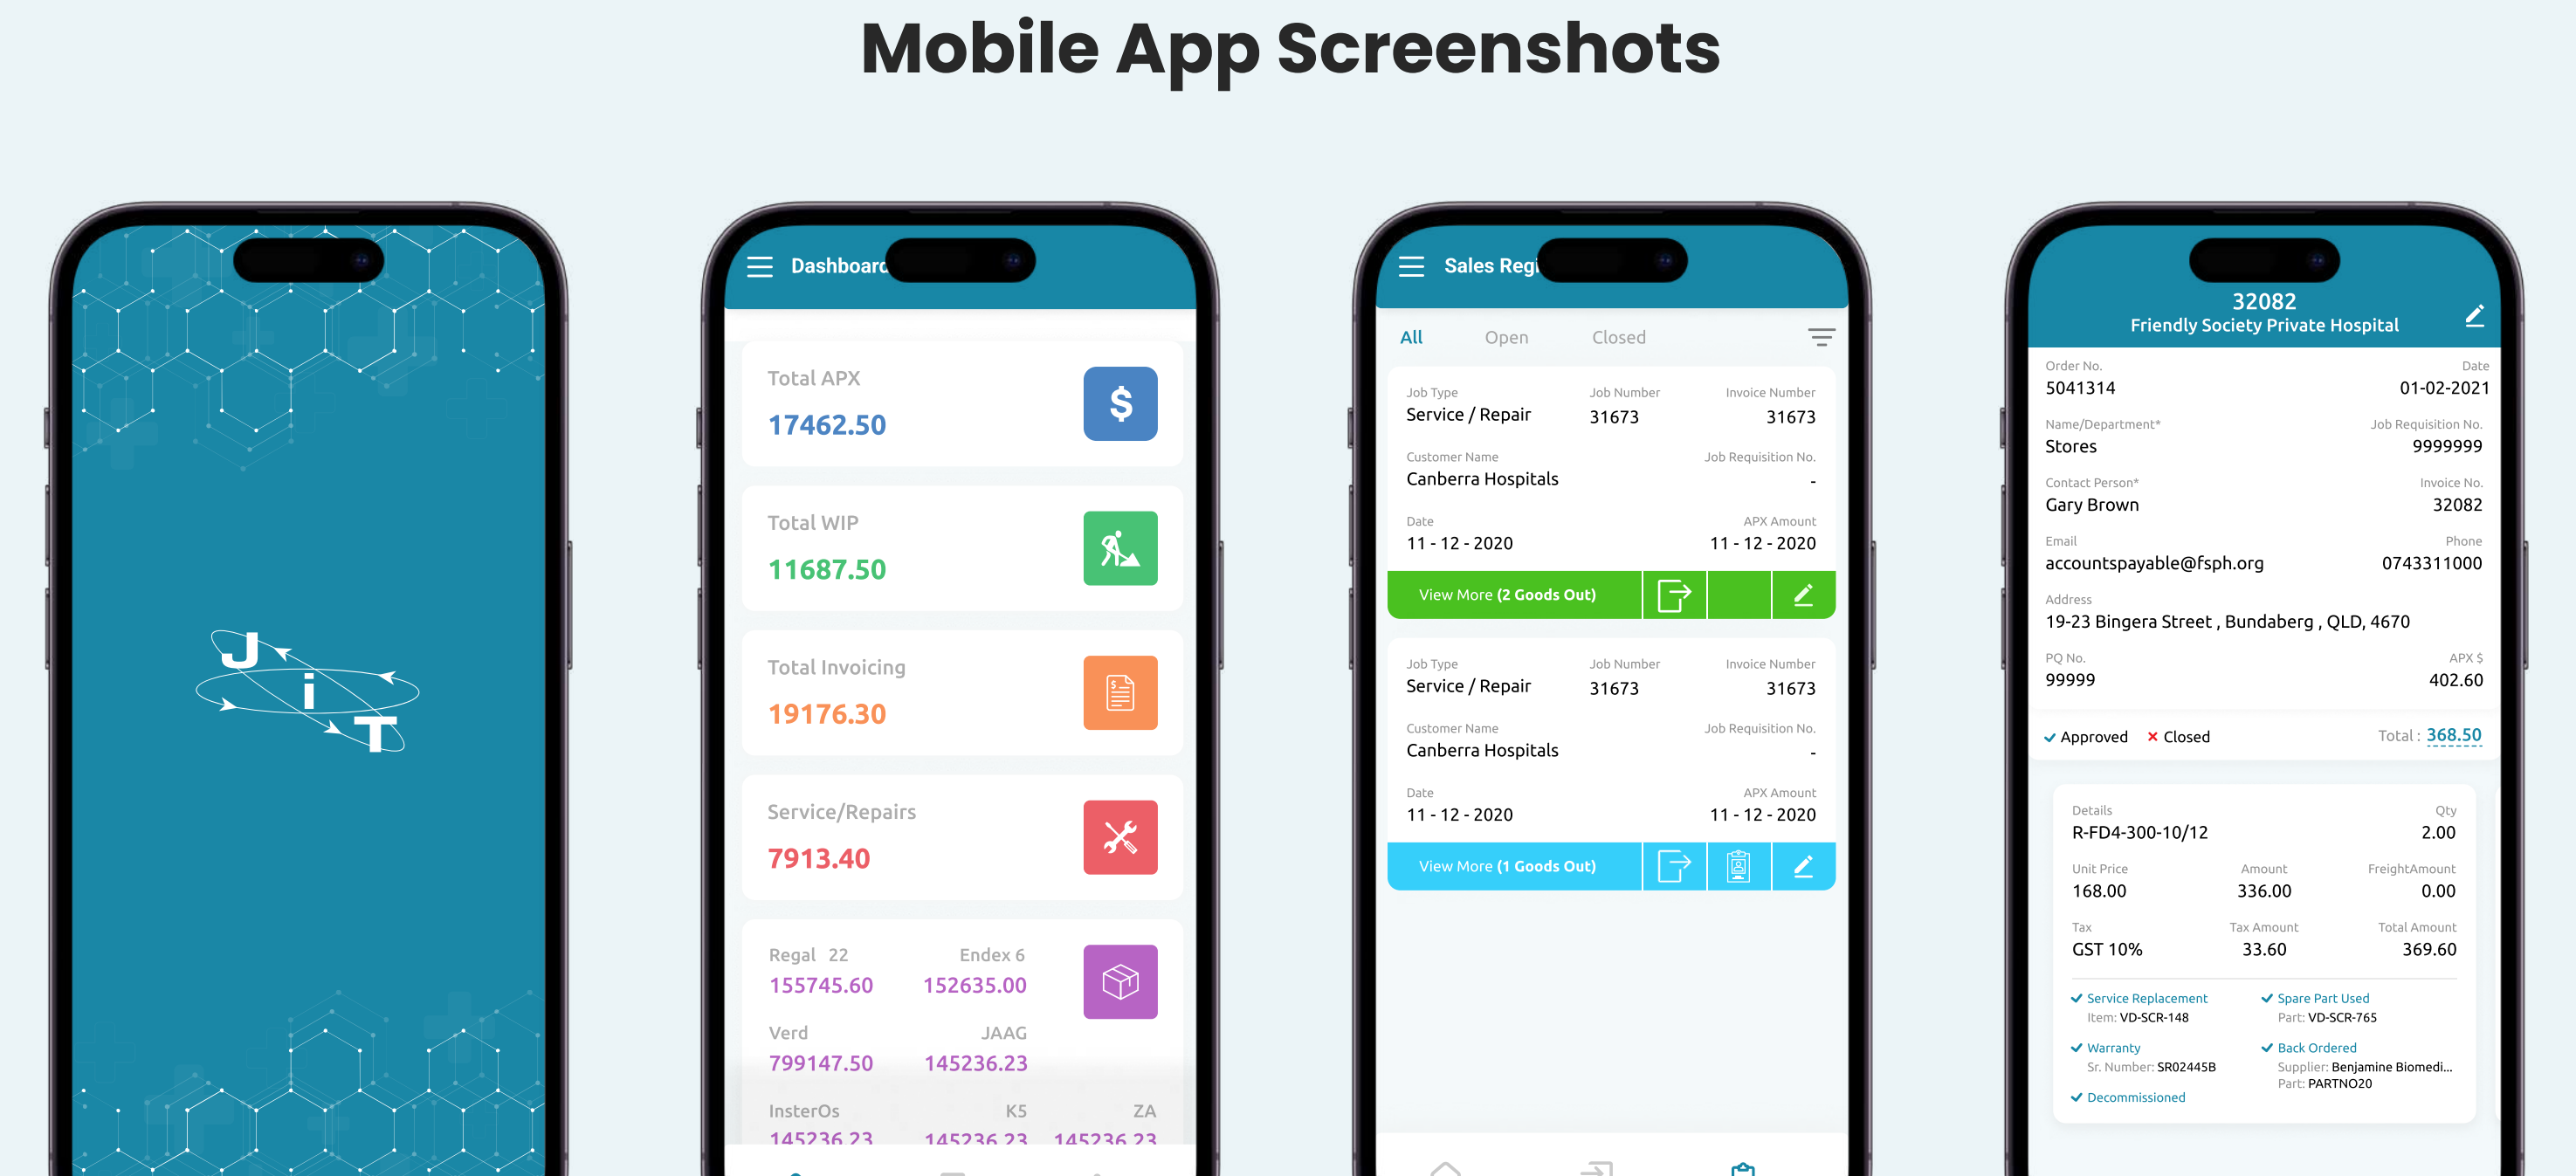 Mobile App Screenshots
J
i
T
Dashboard
Total APX
17462.50
$
Total WIP
11687.50
Total Invoicing
19176.30
$
Service/Repairs
7913.40
Regal 22 Endex 6
155745.60 152635.00
Verd JAAG
799147.50 145236.23
InsterOs K5 ZA
145236.23 145236.23 145236.23
Sales Regi
All Open Closed
Job Type Job Number Invoice Number
Service / Repair 31673 31673
Customer Name Job Requisition No.
Canberra Hospitals -
Date APX Amount
11 - 12 - 2020 11 - 12 - 2020
View More (2 Goods Out)
Job Type Job Number Invoice Number
Service / Repair 31673 31673
Customer Name Job Requisition No.
Canberra Hospitals -
Date APX Amount
11 - 12 - 2020 11 - 12 - 2020
View More (1 Goods Out)
32082
Friendly Society Private Hospital
Order No. Date
5041314 01-02-2021
Name/Department* Job Requisition No.
Stores 9999999
Contact Person* Invoice No.
Gary Brown 32082
Email Phone
accountspayable@fsph.org 0743311000
Address
19-23 Bingera Street , Bundaberg , QLD, 4670
PQ No. APX $
99999 402.60
Approved Closed Total : 368.50
Details Qty
R-FD4-300-10/12 2.00
Unit Price Amount FreightAmount
168.00 336.00 0.00
Tax Tax Amount Total Amount
GST 10% 33.60 369.60
Service Replacement Spare Part Used
Item: VD-SCR-148 Part: VD-SCR-765
Warranty Back Ordered
Sr. Number: SR02445B Supplier: Benjamine Biomedi...
Part: PARTNO20
Decommissioned